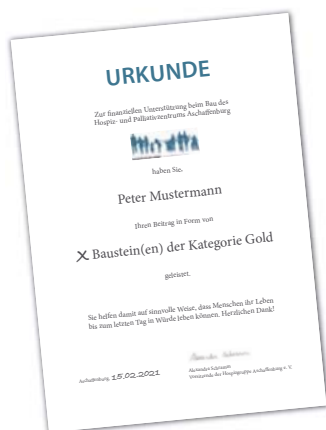 URKUNDE
Zur finanziellen Unterstützung beim Bau des
Hospiz- und Palliativzentrums Aschaffenburg
haben Sie,
Peter Mustermann
Ihren Beitrag in Form von
X Baustein(en) der Kategorie Gold
geleistet.
Sie helfen damit auf sinnvolle Weise, dass Menschen ihr Leben
bis zum letzten Tag in Würde leben können. Herzlichen Dank!
Aschaffenburg, 15.02.2021
Vorsitzende der Hospizgruppe Aschaffenburg e. V.